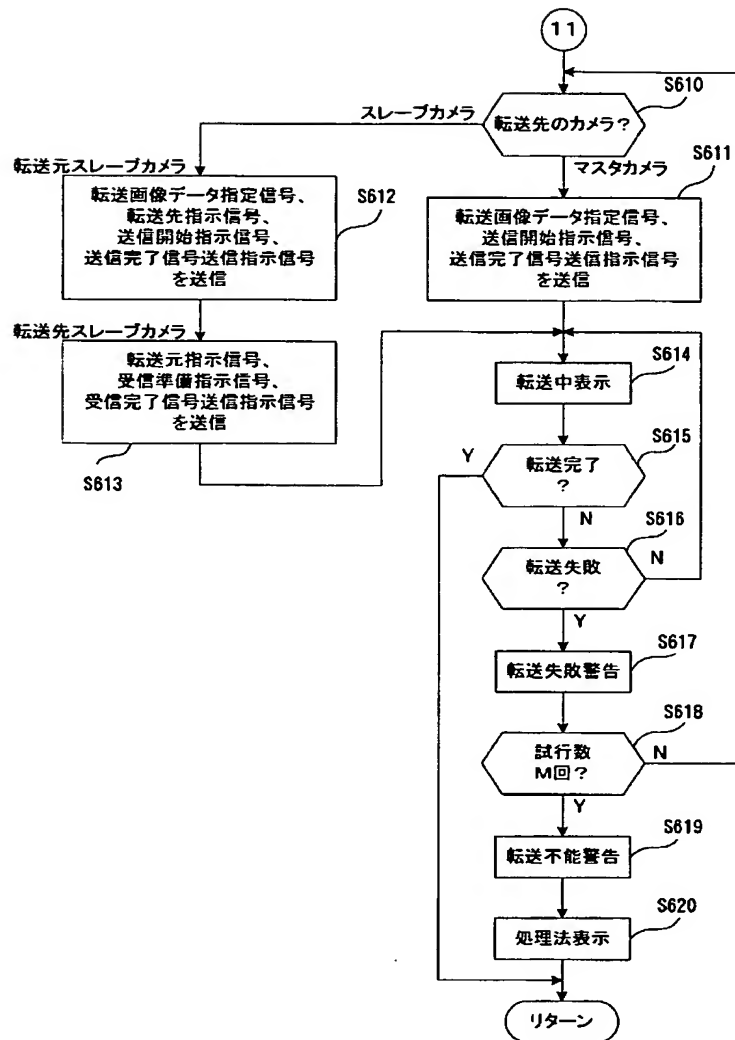 11
S610
転送先のカメラ?
スレーブカメラ
マスタカメラ
S611
転送画像データ指定信号、
送信開始指示信号、
送信完了信号送信指示信号
を送信
転送元スレーブカメラ
S612
転送画像データ指定信号、
転送先指示信号、
送信開始指示信号、
送信完了信号送信指示信号
を送信
転送先スレーブカメラ
転送元指示信号、
受信準備指示信号、
受信完了信号送信指示信号
を送信
S613
S614
転送中表示
S615
転送完了
?
Y
N
S616
転送失敗
?
N
Y
S617
転送失敗警告
S618
試行数
M回?
N
Y
S619
転送不能警告
S620
処理法表示
リターン